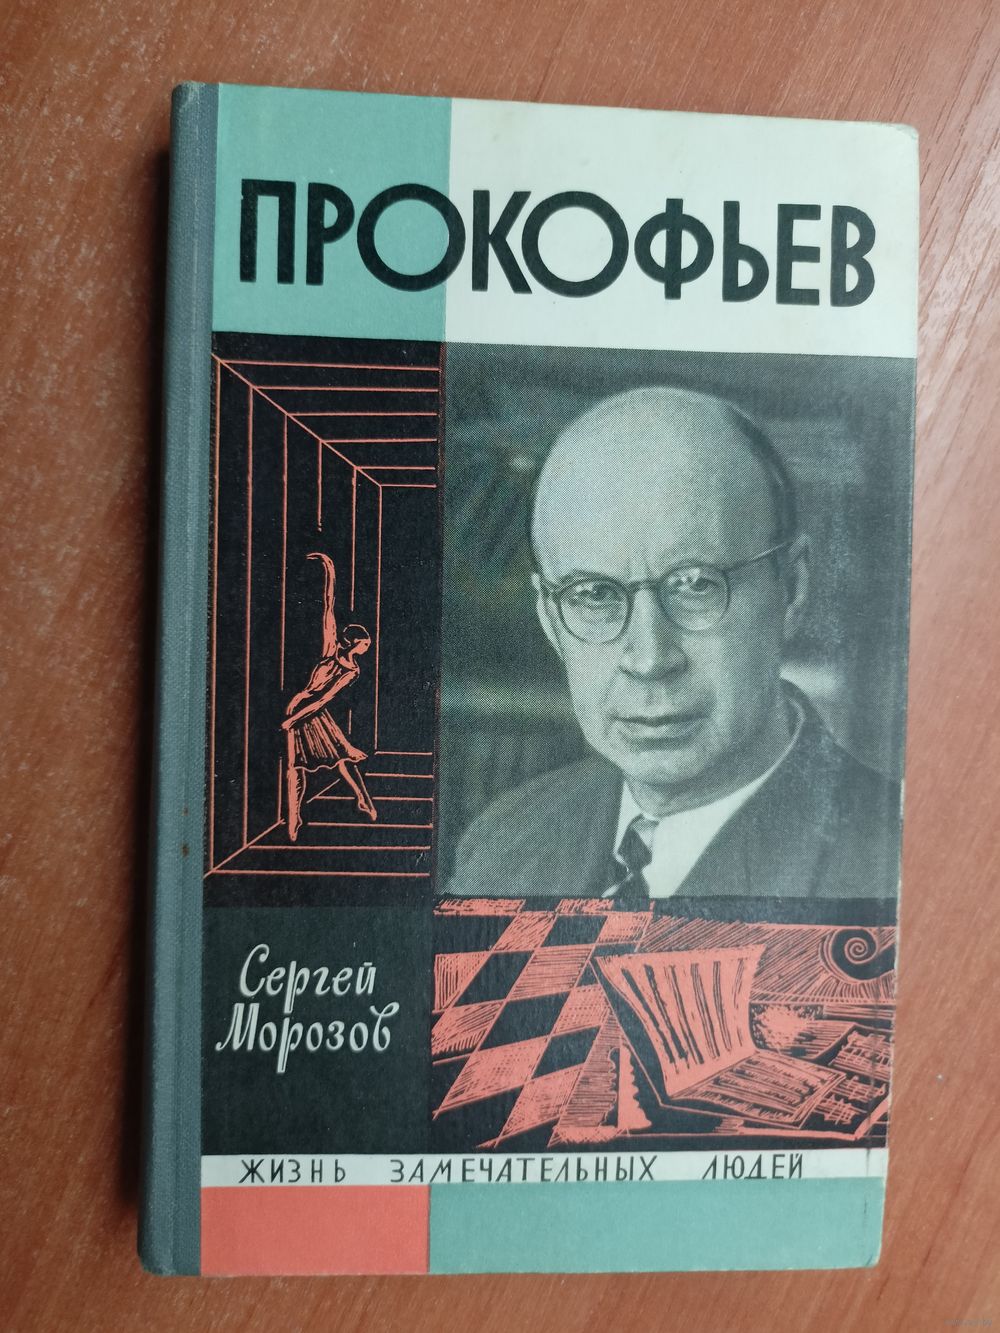 ПРОКОФЬЕВ
Сергей
Морозов
ЖИЗНЬ ЗАМЕЧАТЕЛЬНЫХ ЛЮДЕЙ